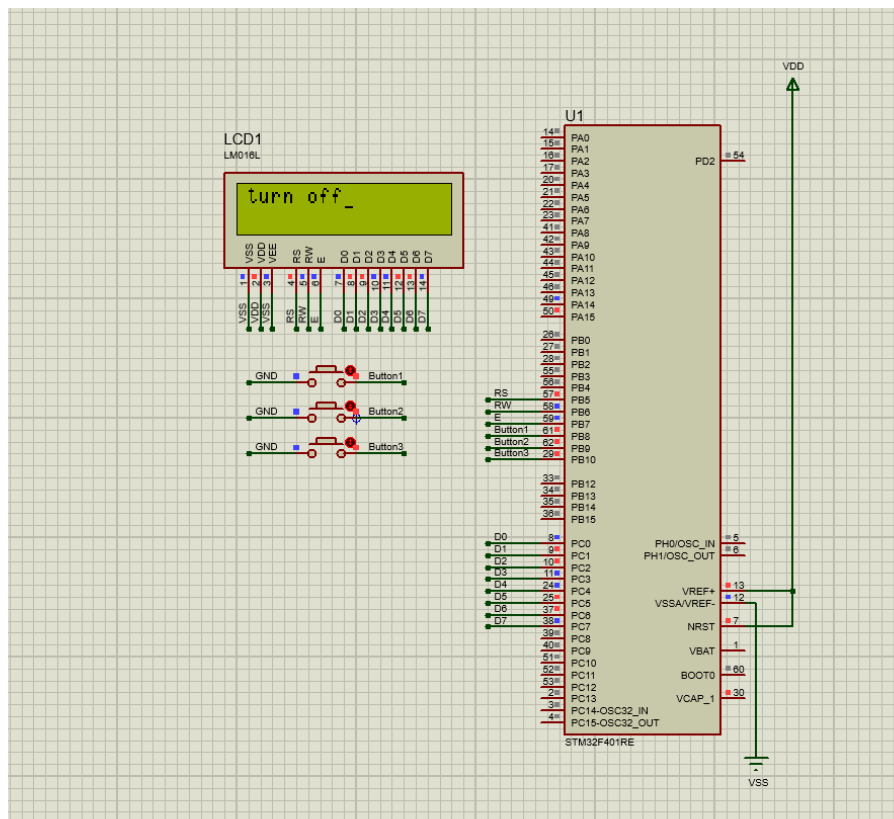 LCD1
LM016L
turn off_
VSS VDD VEE RS RW E D0 D1 D2 D3 D4 D5 D6 D7
1 2 3 4 5 6 7 8 9 10 11 12 13 14
VSS VDD VSS RS RW E D0 D1 D2 D3 D4 D5 D6 D7
GND Button1
GND Button2
GND Button3
VDD
U1
14 PA0
15 PA1
16 PA2
17 PA3
20 PA4
21 PA5
22 PA6
23 PA7
41 PA8
42 PA9
43 PA10
44 PA11
45 PA12
46 PA13
49 PA14
50 PA15
26 PB0
27 PB1
28 PB2
55 PB3
56 PB4
RS 57 PB5
RW 58 PB6
E 59 PB7
Button1 61 PB8
Button2 62 PB9
Button3 29 PB10
33 PB12
34 PB13
35 PB14
36 PB15
D0 8 PC0
D1 9 PC1
D2 10 PC2
D3 11 PC3
D4 24 PC4
D5 25 PC5
D6 37 PC6
D7 38 PC7
39 PC8
40 PC9
51 PC10
52 PC11
53 PC12
2 PC13
3 PC14-OSC32_IN
4 PC15-OSC32_OUT
PD2 54
PH0/OSC_IN 5
PH1/OSC_OUT 6
VREF+ 13
VSSA/VREF- 12
NRST 7
VBAT 1
BOOT0 60
VCAP_1 30
STM32F401RE
VSS